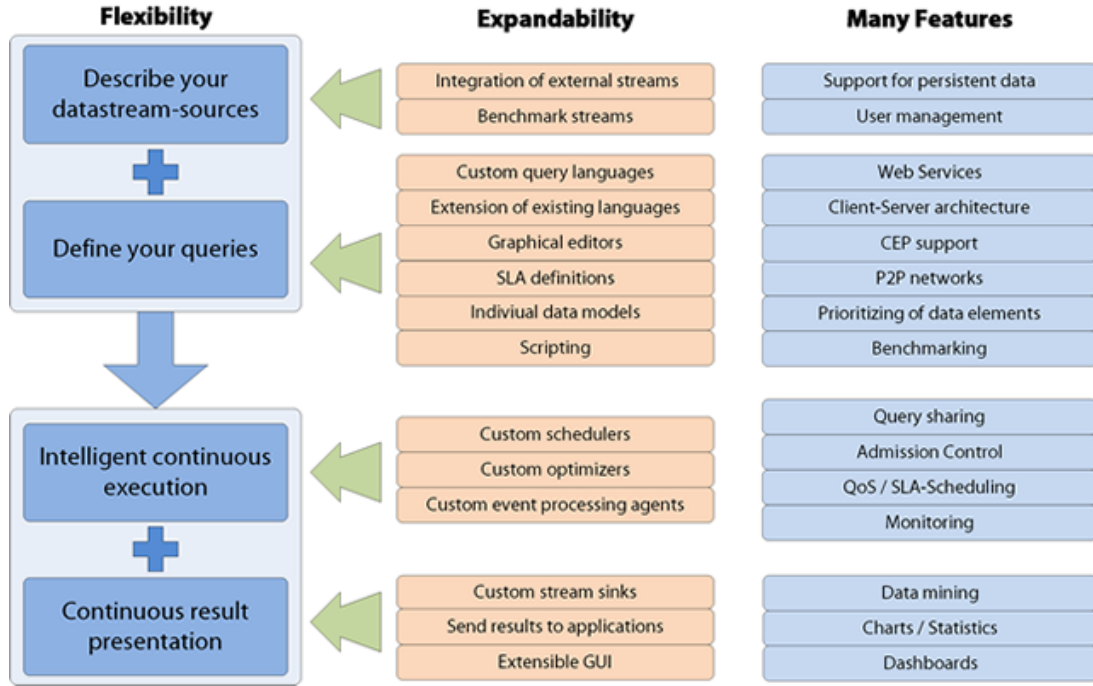 Flexibility
Describe your
datastream-sources
Define your queries
Intelligent continuous
execution
Continuous result
presentation
Expandability
Integration of external streams
Benchmark streams
Custom query languages
Extension of existing languages
Graphical editors
SLA definitions
Indiviual data models
Scripting
Custom schedulers
Custom optimizers
Custom event processing agents
Custom stream sinks
Send results to applications
Extensible GUI
Many Features
Support for persistent data
User management
Web Services
Client-Server architecture
CEP support
P2P networks
Prioritizing of data elements
Benchmarking
Query sharing
Admission Control
QoS / SLA-Scheduling
Monitoring
Data mining
Charts / Statistics
Dashboards